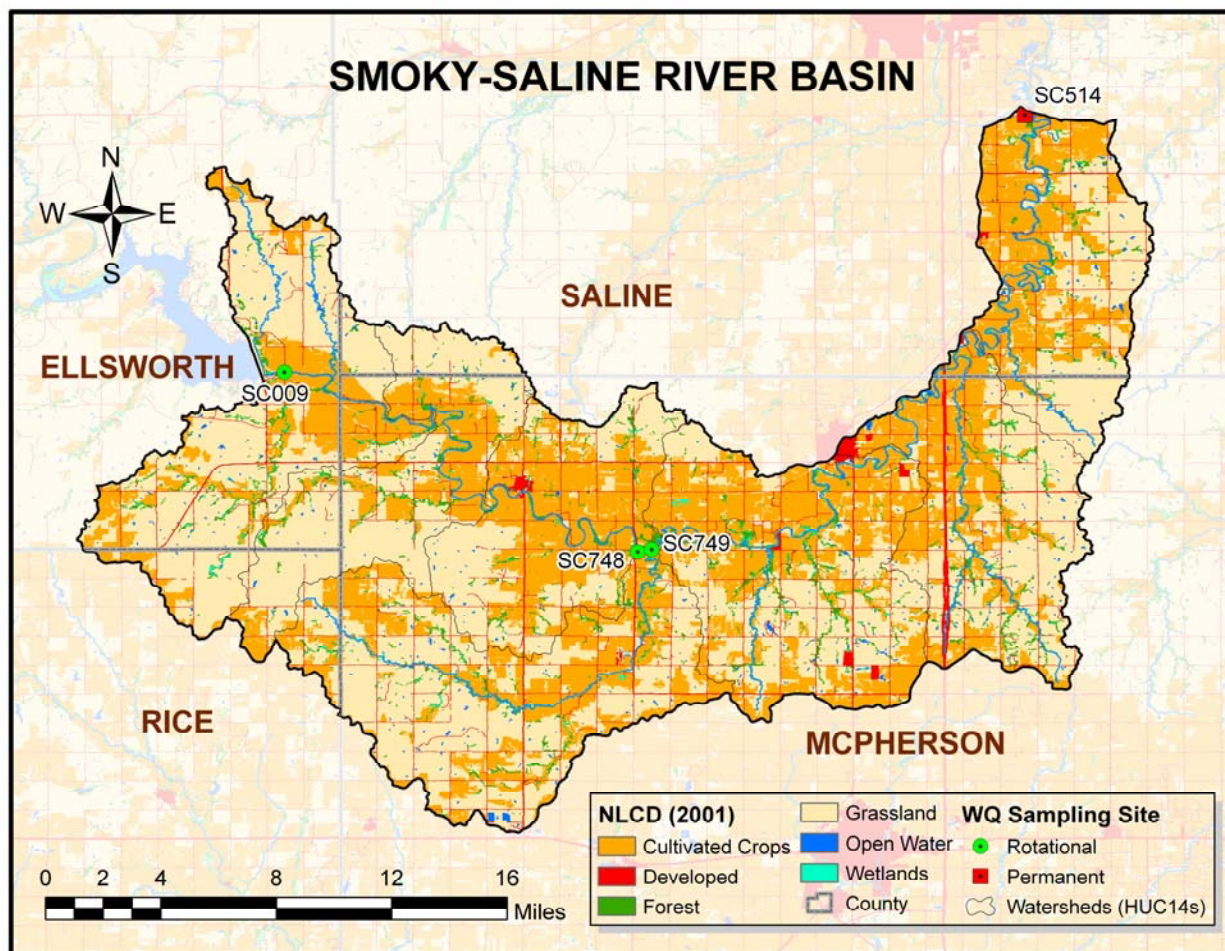 SMOKY-SALINE RIVER BASIN
SC514
N
W E
S
SALINE
ELLSWORTH
SC009
SC748
SC749
RICE
MCPHERSON
NLCD (2001)
Cultivated Crops
Developed
Forest
Grassland
Open Water
Wetlands
County
WQ Sampling Site
Rotational
Permanent
Watersheds (HUC14s)
0 2 4 8 12 16
Miles